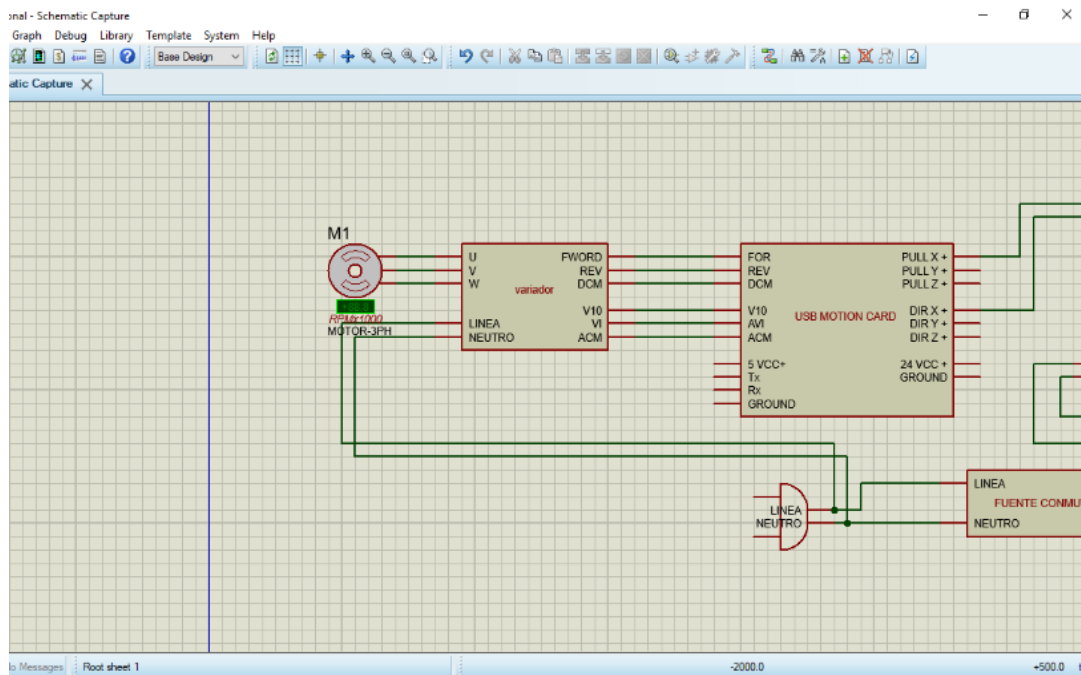 onal - Schematic Capture
Graph Debug Library Template System Help
Base Design
atic Capture
M1
RPMx1000
MOTOR-3PH
U
V
W
LINEA
NEUTRO
variador
FWORD
REV
DCM
V10
VI
ACM
FOR
REV
DCM
V10
AVI
ACM
5 VCC+
Tx
Rx
GROUND
USB MOTION CARD
PULL X +
PULL Y +
PULL Z +
DIR X +
DIR Y +
DIR Z +
24 VCC +
GROUND
LINEA
NEUTRO
LINEA
FUENTE CONMU
NEUTRO
o Messages
Root sheet 1
-2000.0
+500.0